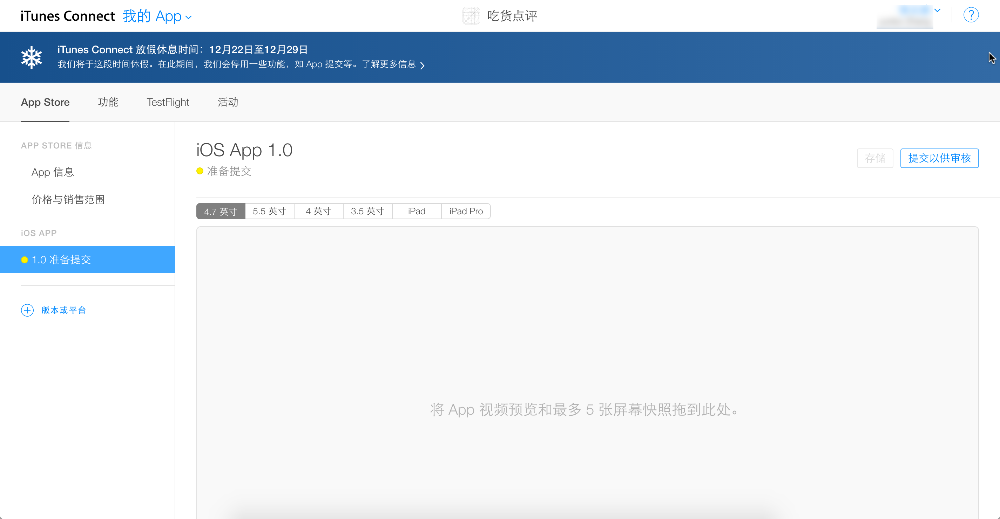 iTunes Connect 我的 App
吃货点评
?
iTunes Connect 放假休息时间：12月22日至12月29日
我们将于这段时间休假。在此期间，我们会停用一些功能，如 App 提交等。了解更多信息
App Store 功能 TestFlight 活动
APP STORE 信息
App 信息
价格与销售范围
iOS APP
1.0 准备提交
版本或平台
iOS App 1.0
准备提交
存储 提交以供审核
4.7 英寸 5.5 英寸 4 英寸 3.5 英寸 iPad iPad Pro
将 App 视频预览和最多 5 张屏幕快照拖到此处。